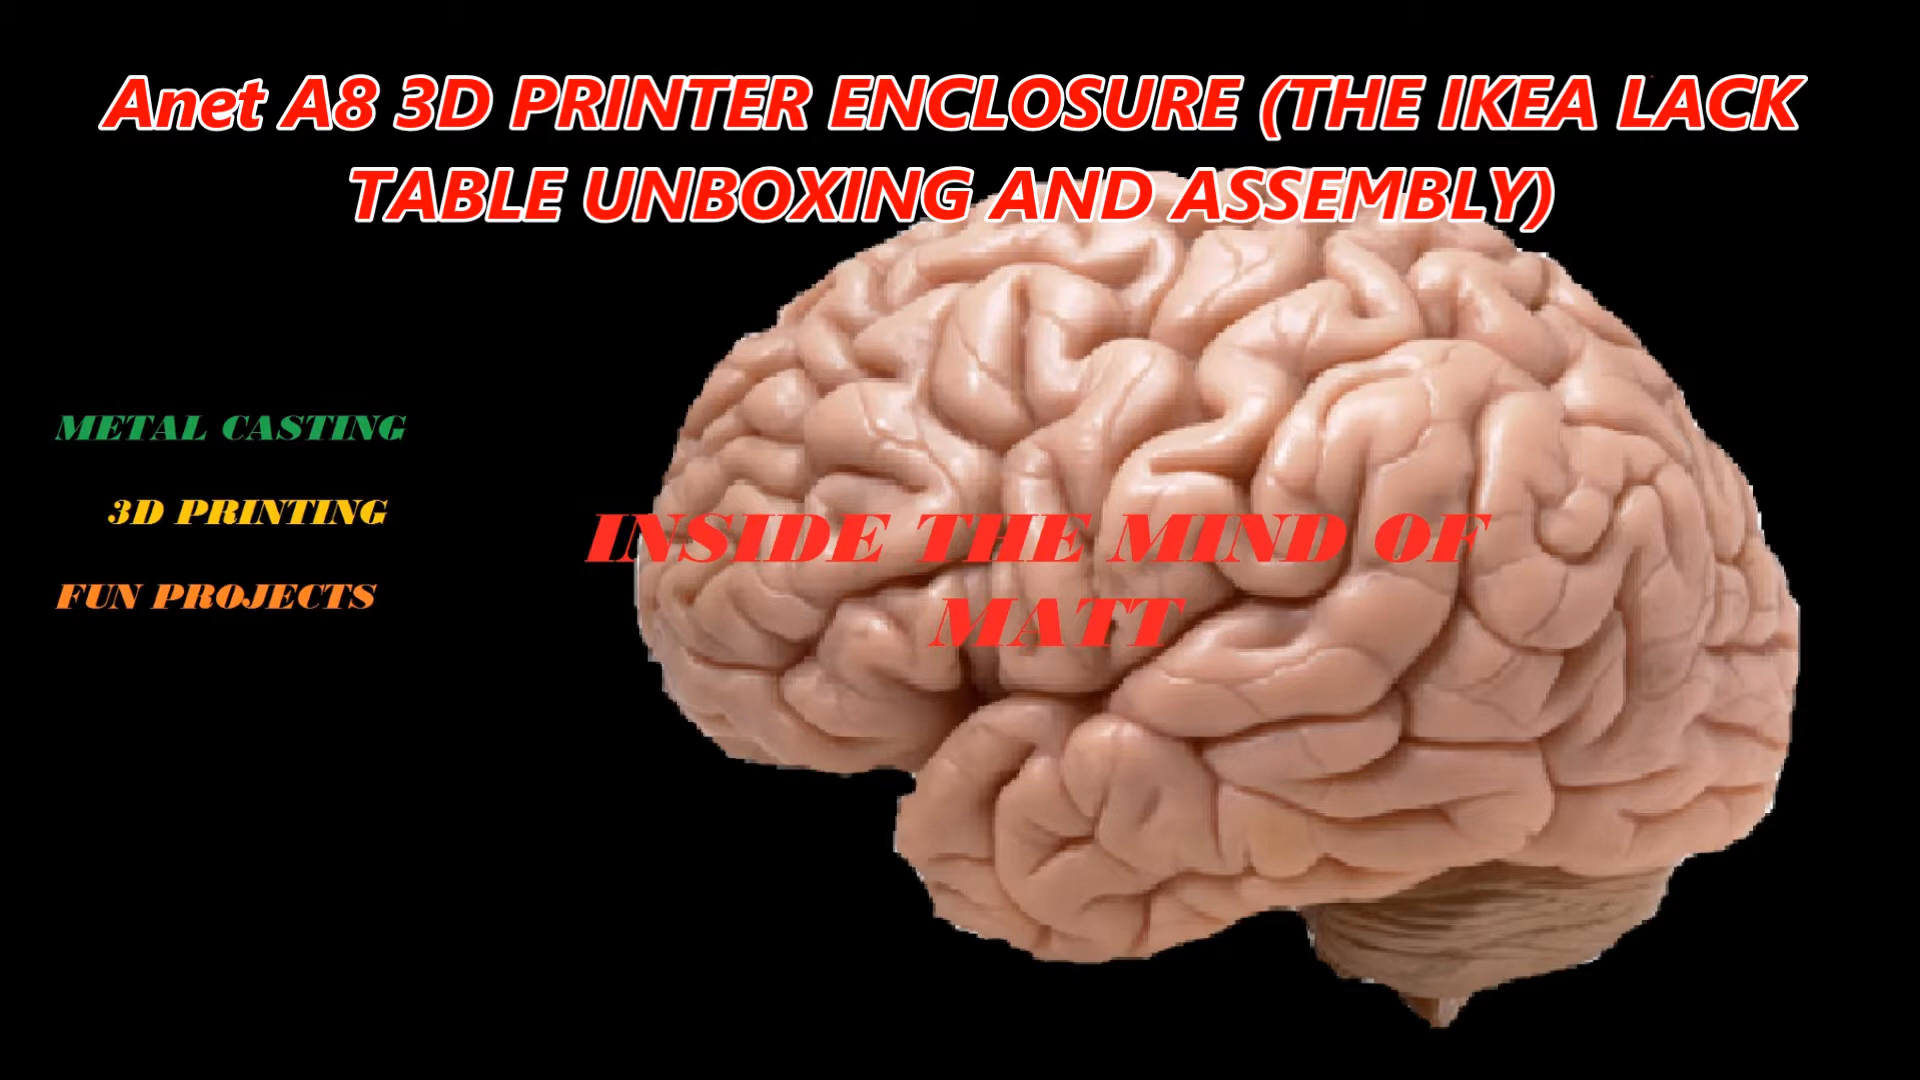 Anet A8 3D PRINTER ENCLOSURE (THE IKEA LACK
TABLE UNBOXING AND ASSEMBLY)
METAL CASTING
3D PRINTING
FUN PROJECTS
INSIDE THE MIND OF
MATT